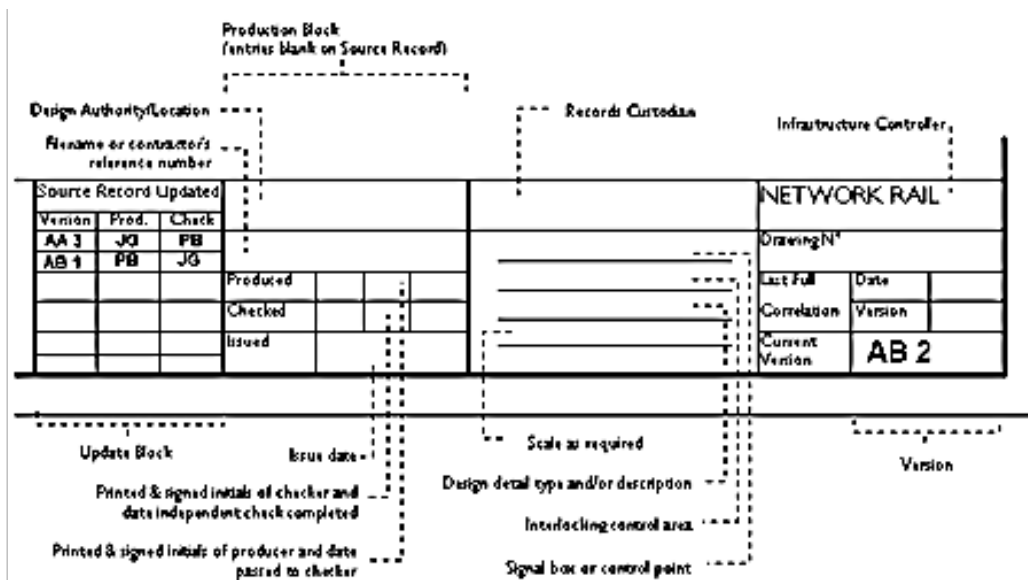 Production Block
(entries blank on Source Record)
Design Authority/Location
Records Custodian
Infrastructure Controller
Filename or contractor's
reference number
Source Record Updated
NETWORK RAIL
Version Prod. Check
AA 3 JG PB
Drawing Nº
AB 1 PB JG
Produced
Last Full Date
Checked
Correlation Version
Issued
Current
Version
AB 2
Update Block
Issue date
Scale as required
Version
Printed & signed initials of checker and
date independent check completed
Design detail type and/or description
Interlocking control area
Printed & signed initials of producer and date
passed to checker
Signal box or control point